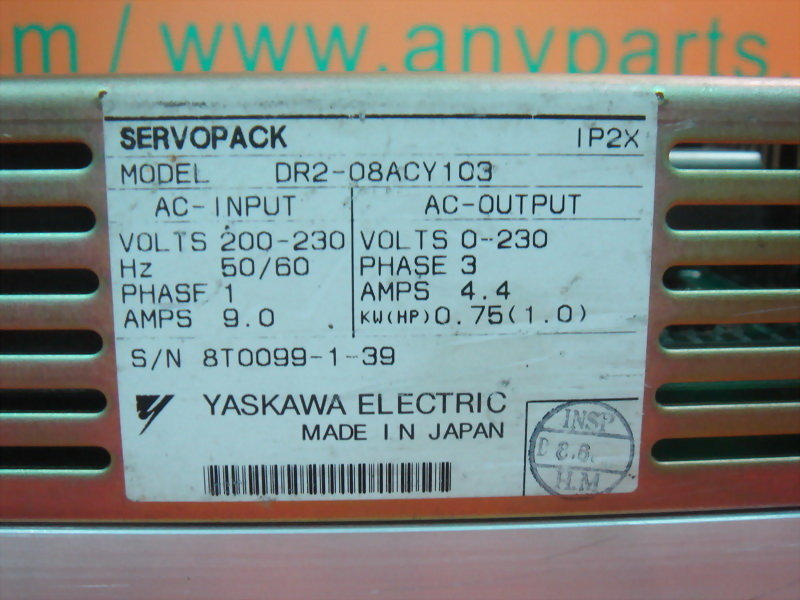 m / www.anyparts.
SERVOPACK IP2X
MODEL DR2-08ACY103
AC-INPUT AC-OUTPUT
VOLTS 200-230 VOLTS 0-230
Hz 50/60 PHASE 3
PHASE 1 AMPS 4.4
AMPS 9.0 KW(HP) 0.75(1.0)
S/N 8T0099-1-39
YASKAWA ELECTRIC
MADE IN JAPAN
INSP
D 8.6.
H.M